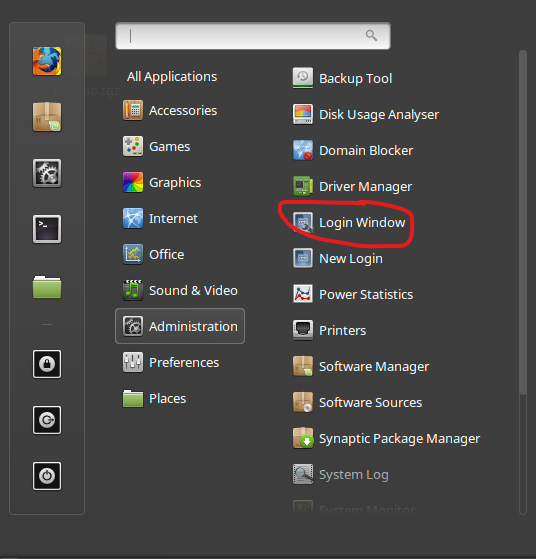 All Applications
Accessories
Games
Graphics
Internet
Office
Sound & Video
Administration
Preferences
Places
Backup Tool
Disk Usage Analyser
Domain Blocker
Driver Manager
Login Window
New Login
Power Statistics
Printers
Software Manager
Software Sources
Synaptic Package Manager
System Log
System Monitor